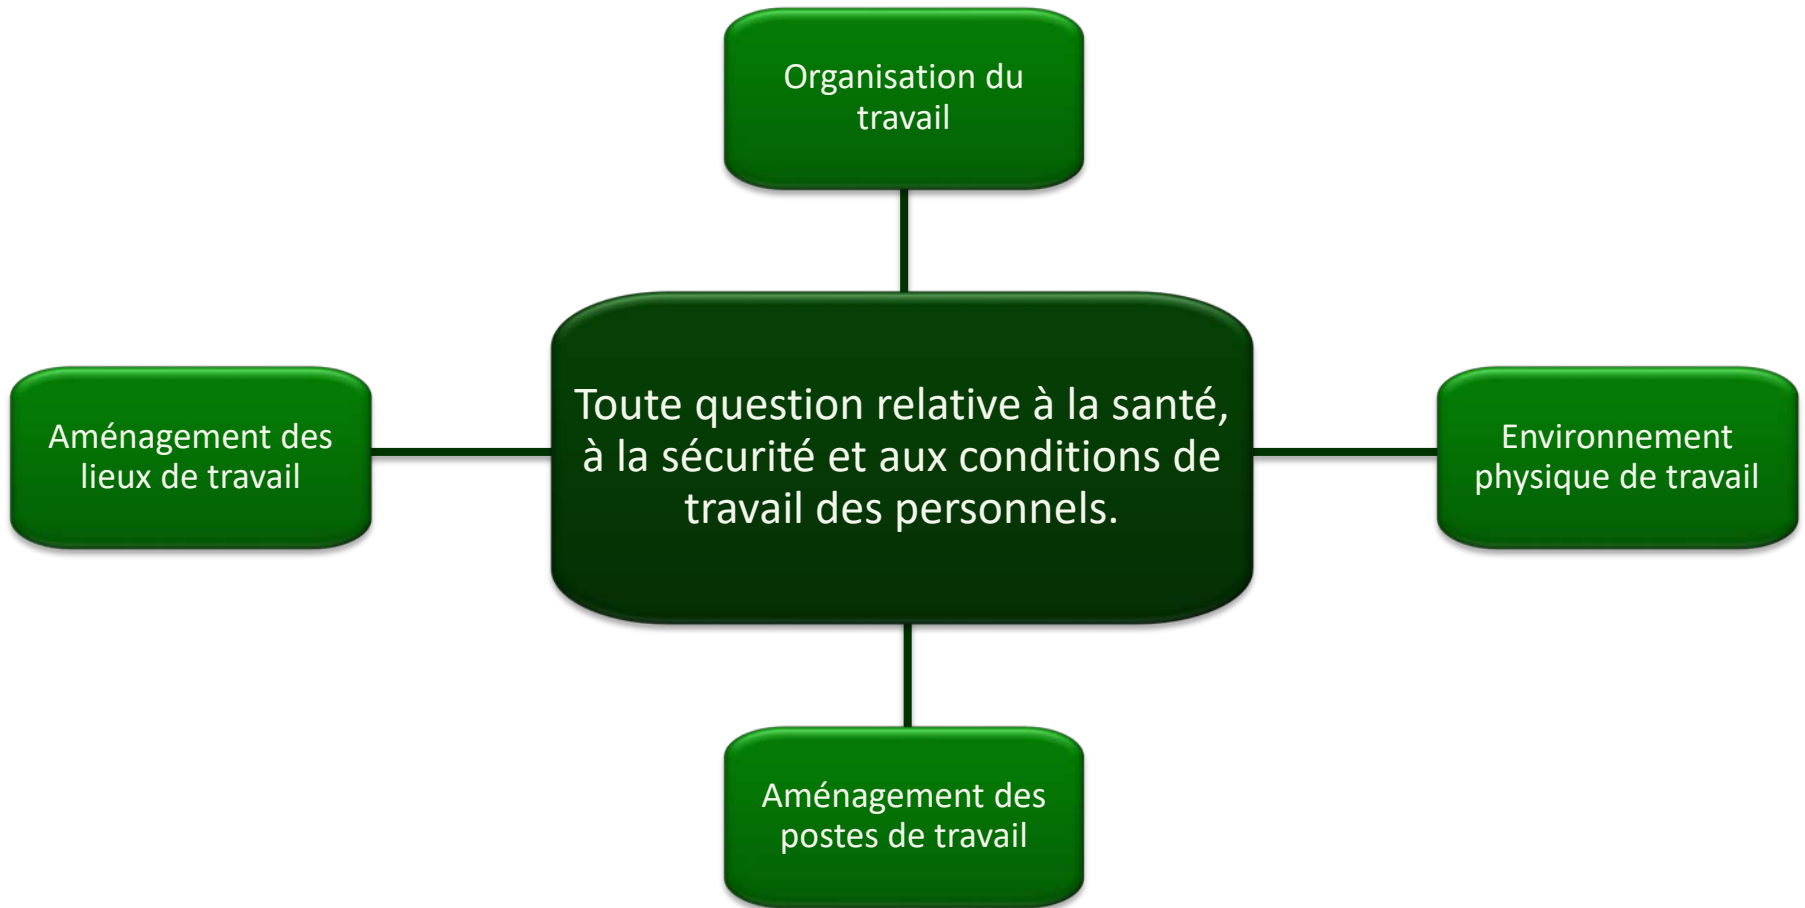 Organisation du
travail
Aménagement des
lieux de travail
Toute question relative à la santé,
à la sécurité et aux conditions de
travail des personnels.
Environnement
physique de travail
Aménagement des
postes de travail